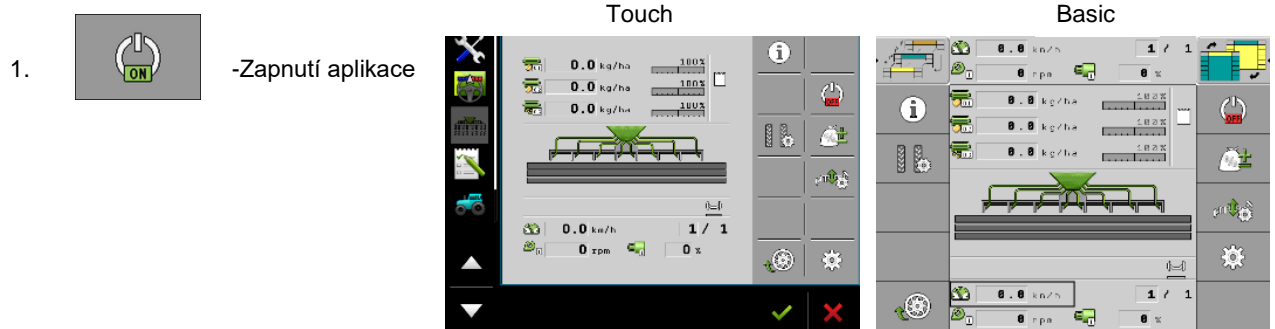 Touch
Basic
1.
ON
-Zapnutí aplikace
0.0 kg/ha 100%
0.0 kg/ha 100%
0.0 kg/ha 100%
OFF
0.0 km/h 1 / 1
0 rpm 0 %
0.0 km/h 1 / 1
0 rpm 0 %
0.0 kg/ha 100%
0.0 kg/ha 100%
0.0 kg/ha 100%
OFF
0.0 km/h 1 / 1
0 rpm 0 %